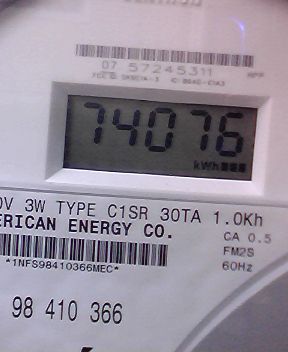 07 57245311
74076
kWh
0V 3W TYPE C1SR 30TA 1.0Kh
ERICAN ENERGY CO.
CA 0.5
FM2S
60Hz
*1NFS98410366MEC*
98 410 366